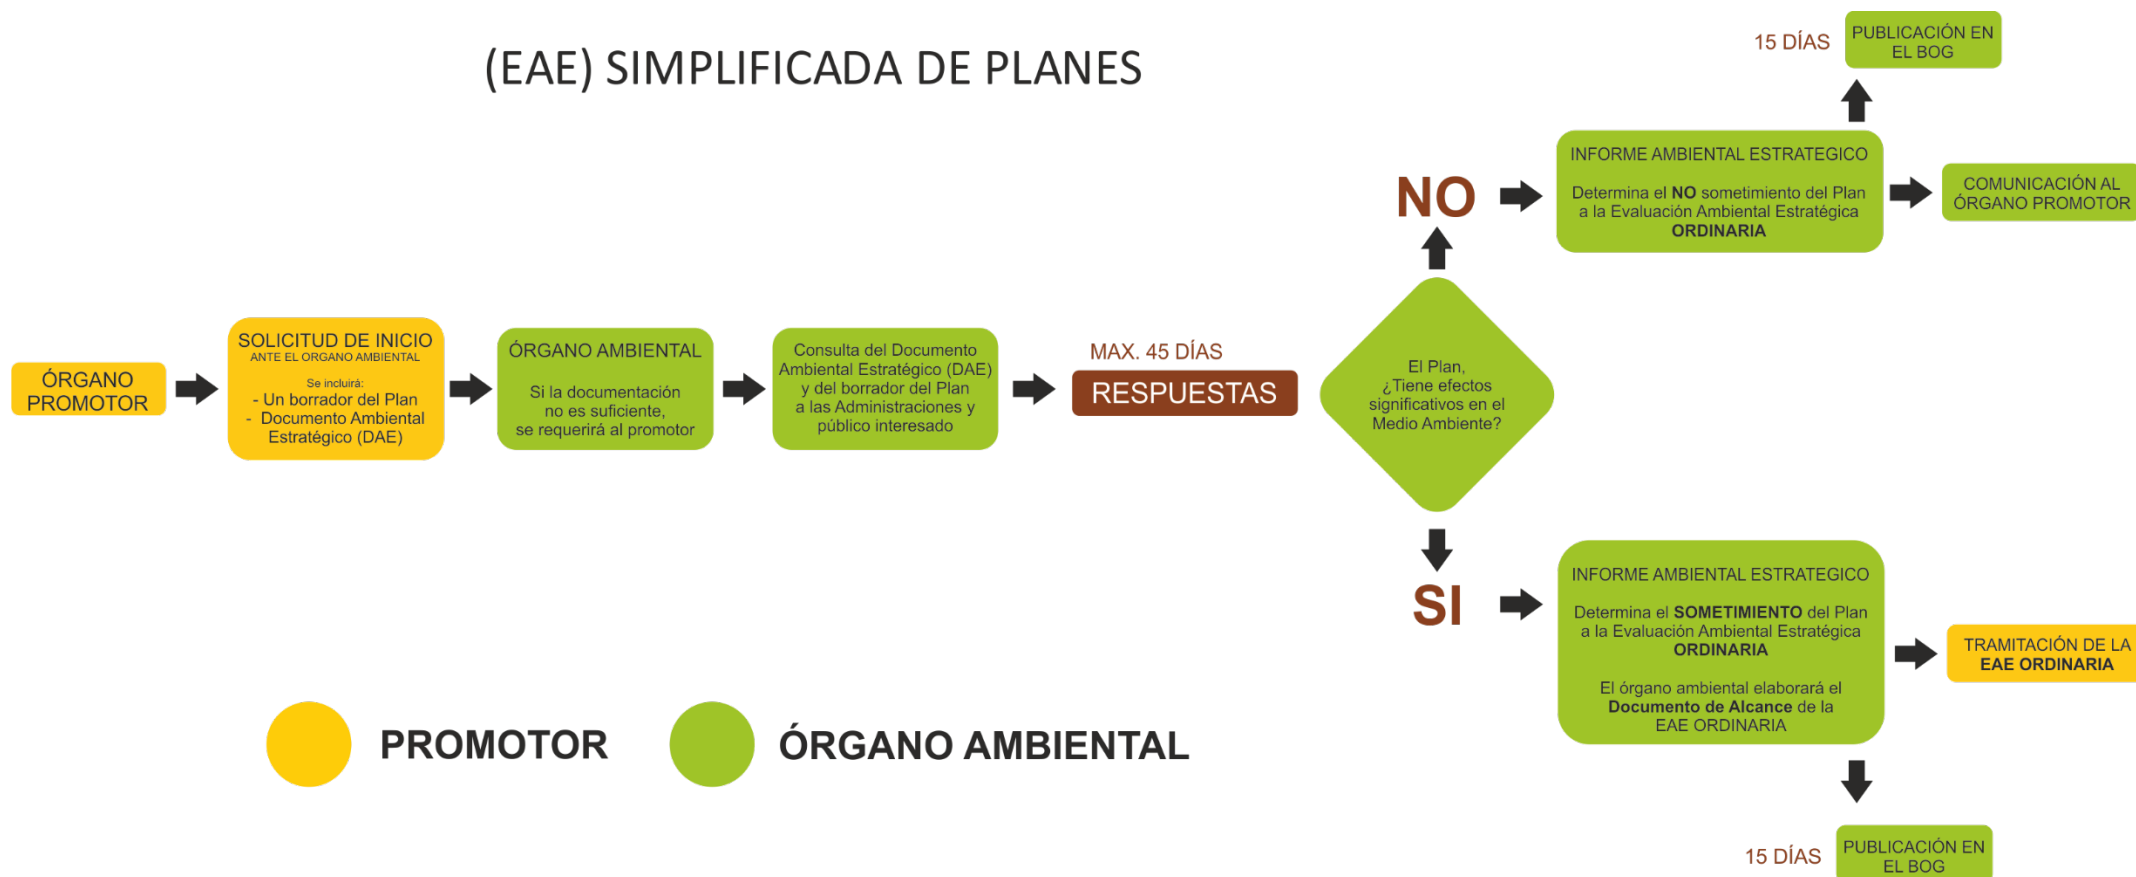 (EAE) SIMPLIFICADA DE PLANES
ÓRGANO
PROMOTOR
SOLICITUD DE INICIO
ANTE EL ORGANO AMBIENTAL
Se incluirá:
- Un borrador del Plan
- Documento Ambiental
Estratégico (DAE)
ÓRGANO AMBIENTAL
Si la documentación
no es suficiente,
se requerirá al promotor
Consulta del Documento
Ambiental Estratégico (DAE)
y del borrador del Plan
a las Administraciones y
público interesado
MAX. 45 DÍAS
RESPUESTAS
El Plan,
¿Tiene efectos
significativos en el
Medio Ambiente?
NO
INFORME AMBIENTAL ESTRATEGICO
Determina el NO sometimiento del Plan
a la Evaluación Ambiental Estratégica
ORDINARIA
15 DÍAS
PUBLICACIÓN EN
EL BOG
COMUNICACIÓN AL
ÓRGANO PROMOTOR
SI
INFORME AMBIENTAL ESTRATEGICO
Determina el SOMETIMIENTO del Plan
a la Evaluación Ambiental Estratégica
ORDINARIA
El órgano ambiental elaborará el
Documento de Alcance de la
EAE ORDINARIA
TRAMITACIÓN DE LA
EAE ORDINARIA
15 DÍAS
PUBLICACIÓN EN
EL BOG
PROMOTOR
ÓRGANO AMBIENTAL